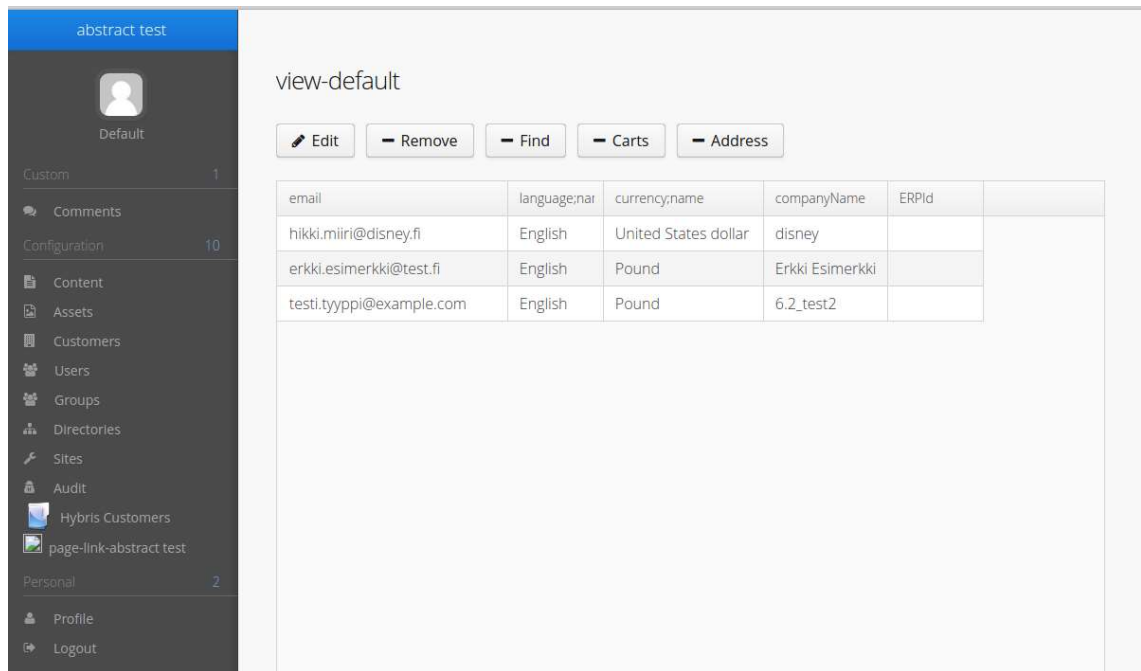 abstract test
Default
Custom 1
Comments
Configuration 10
Content
Assets
Customers
Users
Groups
Directories
Sites
Audit
Hybris Customers
page-link-abstract test
Personal 2
Profile
Logout
view-default
Edit Remove Find Carts Address
email language;nar currency;name companyName ERPId
hikki.miiri@disney.fi English United States dollar disney
erkki.esimerkki@test.fi English Pound Erkki Esimerkki
testi.tyyppi@example.com English Pound 6.2_test2